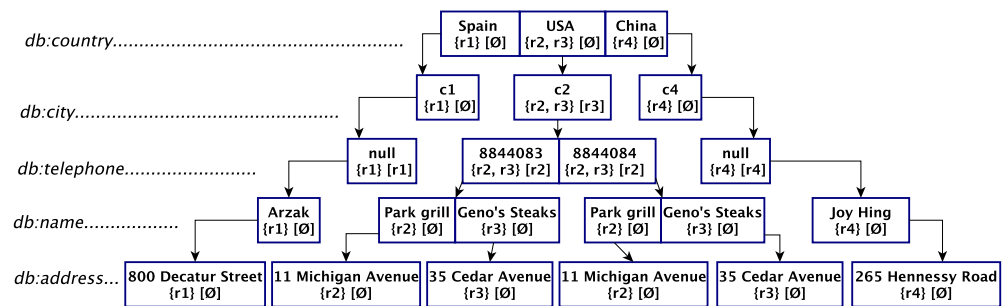 db:country
Spain USA China
{r1} [Ø] {r2, r3} [Ø] {r4} [Ø]
db:city
c1 c2 c4
{r1} [Ø] {r2, r3} [r3] {r4} [Ø]
db:telephone
null 8844083 8844084 null
{r1} [r1] {r2, r3} [r2] {r2, r3} [r2] {r4} [r4]
db:name
Arzak Park grill Geno's Steaks Park grill Geno's Steaks Joy Hing
{r1} [Ø] {r2} [Ø] {r3} [Ø] {r2} [Ø] {r3} [Ø] {r4} [Ø]
db:address...
800 Decatur Street 11 Michigan Avenue 35 Cedar Avenue 11 Michigan Avenue 35 Cedar Avenue 265 Hennessy Road
{r1} [Ø] {r2} [Ø] {r3} [Ø] {r2} [Ø] {r3} [Ø] {r4} [Ø]